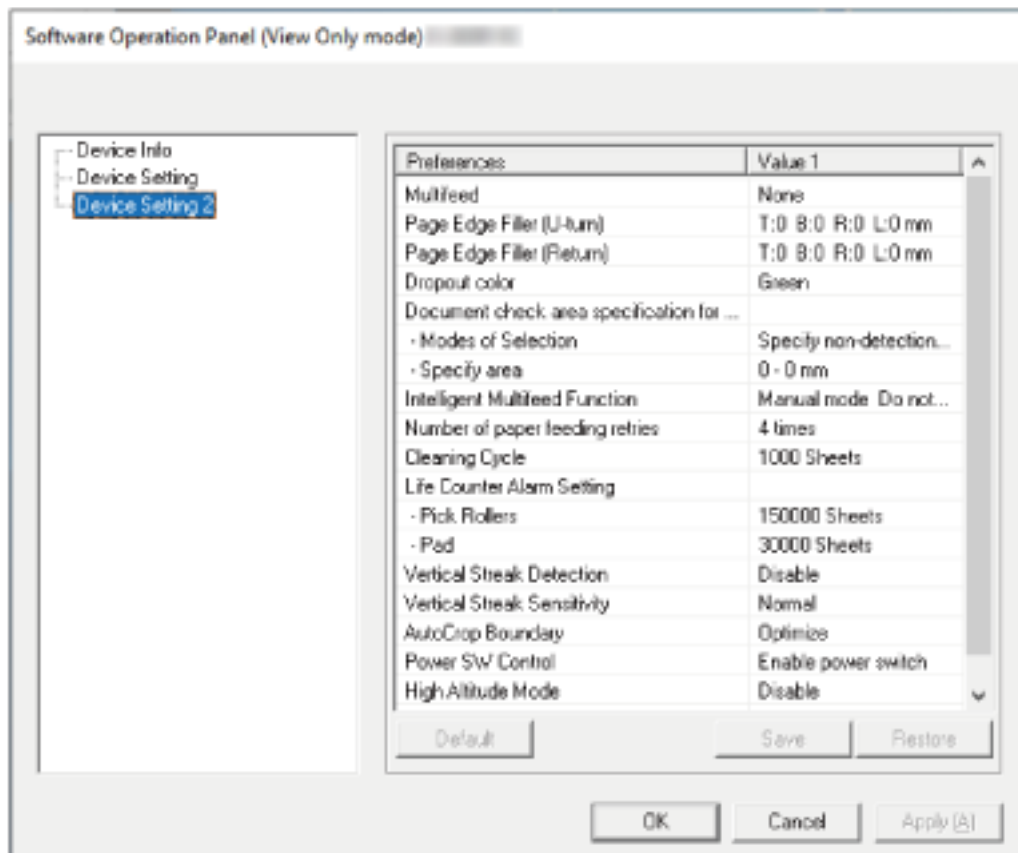 Software Operation Panel (View Only mode)
Device Info
Device Setting
Device Setting 2
Preferences Value 1
Multifeed None
Page Edge Filler (U-turn) T:0 B:0 R:0 L:0 mm
Page Edge Filler (Return) T:0 B:0 R:0 L:0 mm
Dropout color Green
Document check area specification for ...
- Modes of Selection Specify non-detection...
- Specify area 0 - 0 mm
Intelligent Multifeed Function Manual mode Do not...
Number of paper feeding retries 4 times
Cleaning Cycle 1000 Sheets
Life Counter Alarm Setting
- Pick Rollers 150000 Sheets
- Pad 30000 Sheets
Vertical Streak Detection Disable
Vertical Streak Sensitivity Normal
AutoCrop Boundary Optimize
Power SW Control Enable power switch
High Altitude Mode Disable
Default Save Restore
OK Cancel Apply (A)